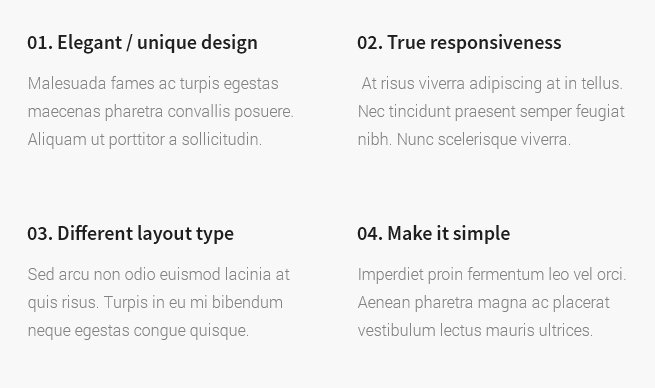 01. Elegant / unique design
Malesuada fames ac turpis egestas
maecenas pharetra convallis posuere.
Aliquam ut porttitor a sollicitudin.
02. True responsiveness
At risus viverra adipiscing at in tellus.
Nec tincidunt praesent semper feugiat
nibh. Nunc scelerisque viverra.
03. Different layout type
Sed arcu non odio euismod lacinia at
quis risus. Turpis in eu mi bibendum
neque egestas congue quisque.
04. Make it simple
Imperdiet proin fermentum leo vel orci.
Aenean pharetra magna ac placerat
vestibulum lectus mauris ultrices.